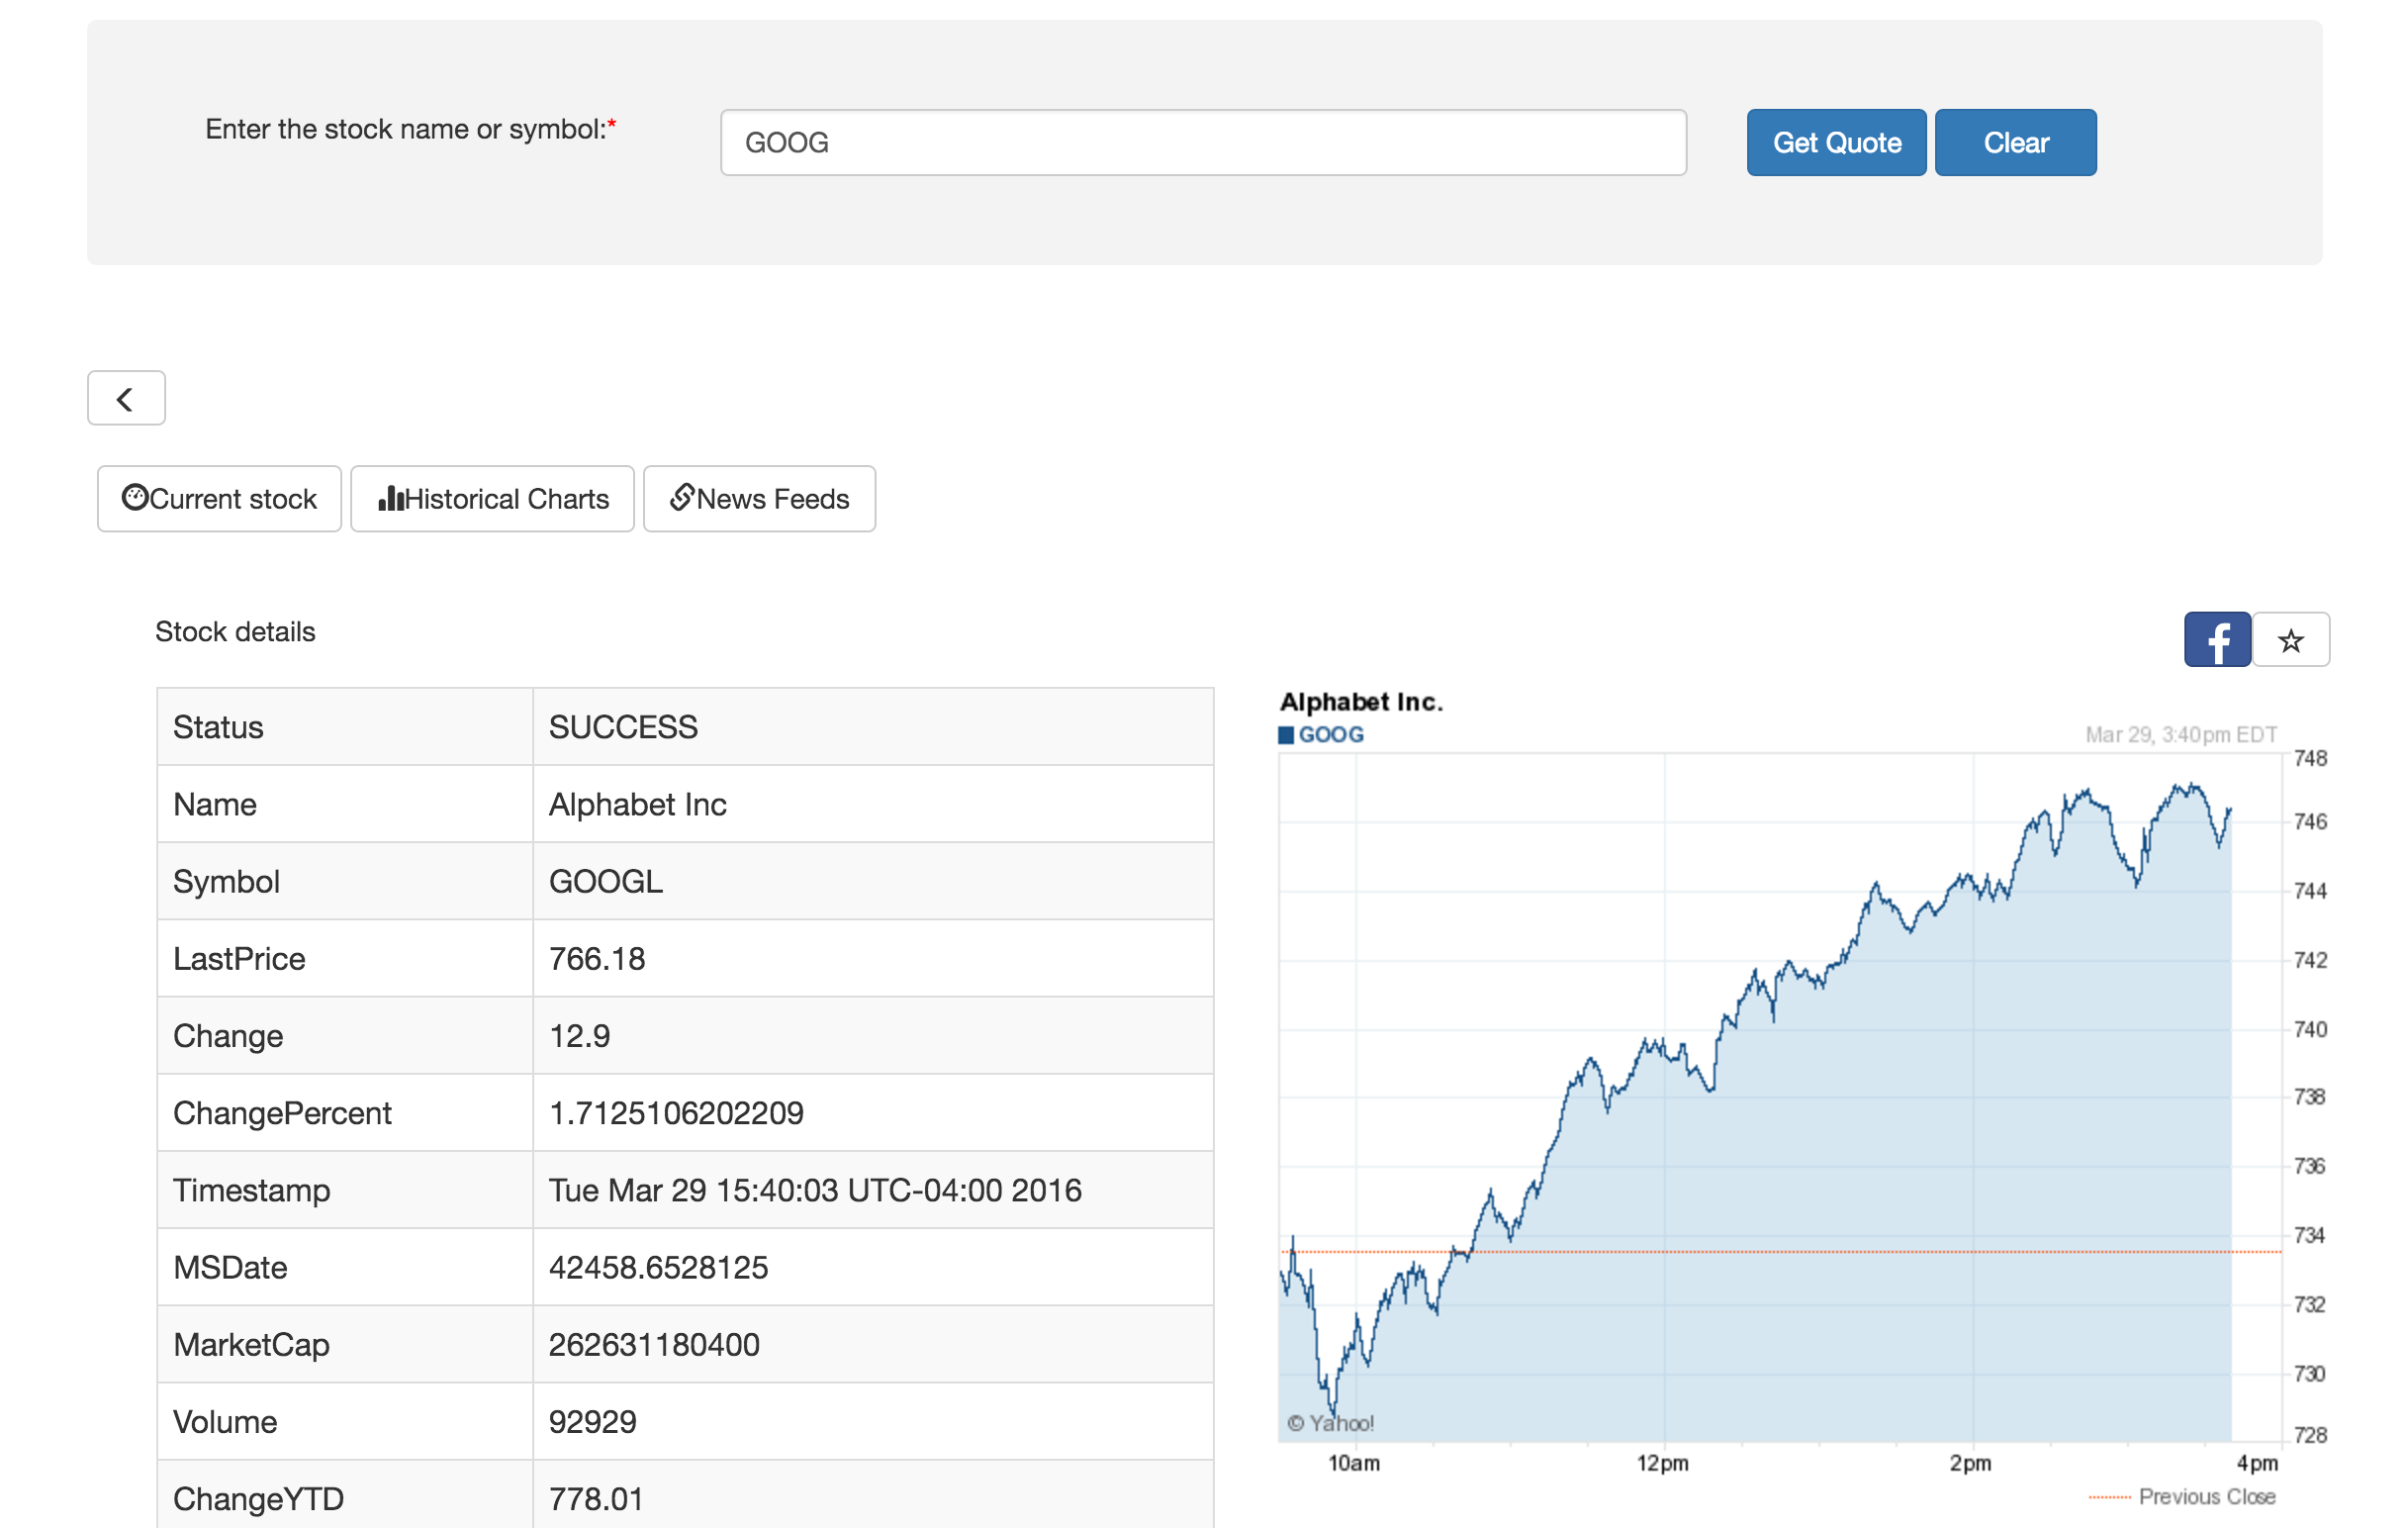 Enter the stock name or symbol:*
GOOG
Get Quote
Clear
Current stock
Historical Charts
News Feeds
Stock details
Status SUCCESS
Name Alphabet Inc
Symbol GOOGL
LastPrice 766.18
Change 12.9
ChangePercent 1.7125106202209
Timestamp Tue Mar 29 15:40:03 UTC-04:00 2016
MSDate 42458.6528125
MarketCap 262631180400
Volume 92929
ChangeYTD 778.01
Alphabet Inc.
GOOG
Mar 29, 3:40pm EDT
748
746
744
742
740
738
736
734
732
730
728
© Yahoo!
10am 12pm 2pm 4pm
Previous Close